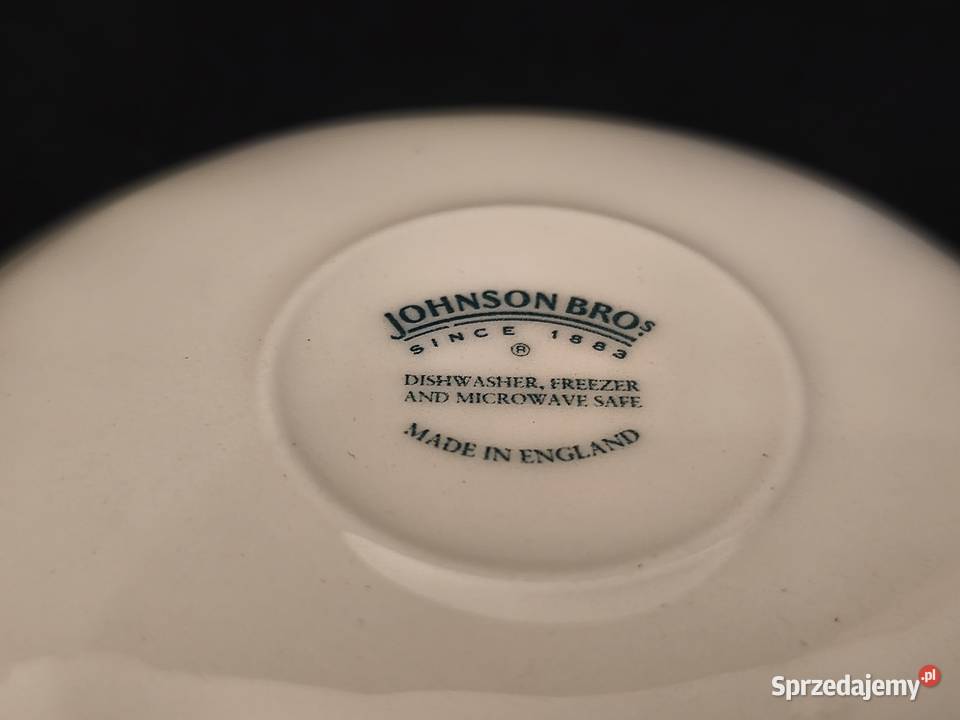 JOHNSON BROS
SINCE 1883
®
DISHWASHER, FREEZER
AND MICROWAVE SAFE
MADE IN ENGLAND
Sprzedajemy.pl